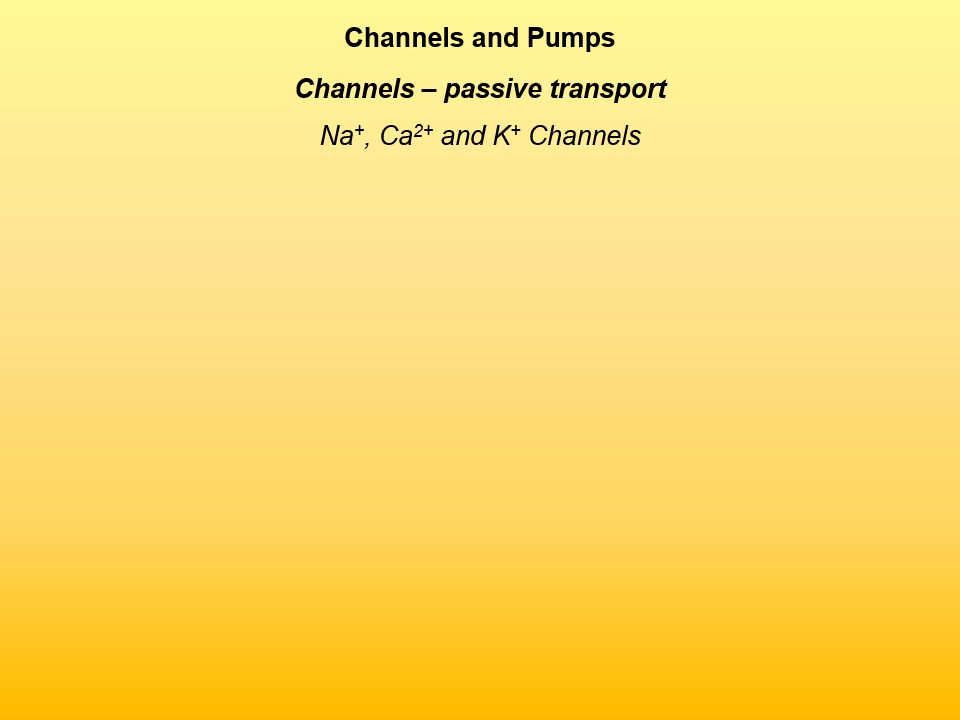 Channels and Pumps
Channels – passive transport
Na⁺, Ca²⁺ and K⁺ Channels